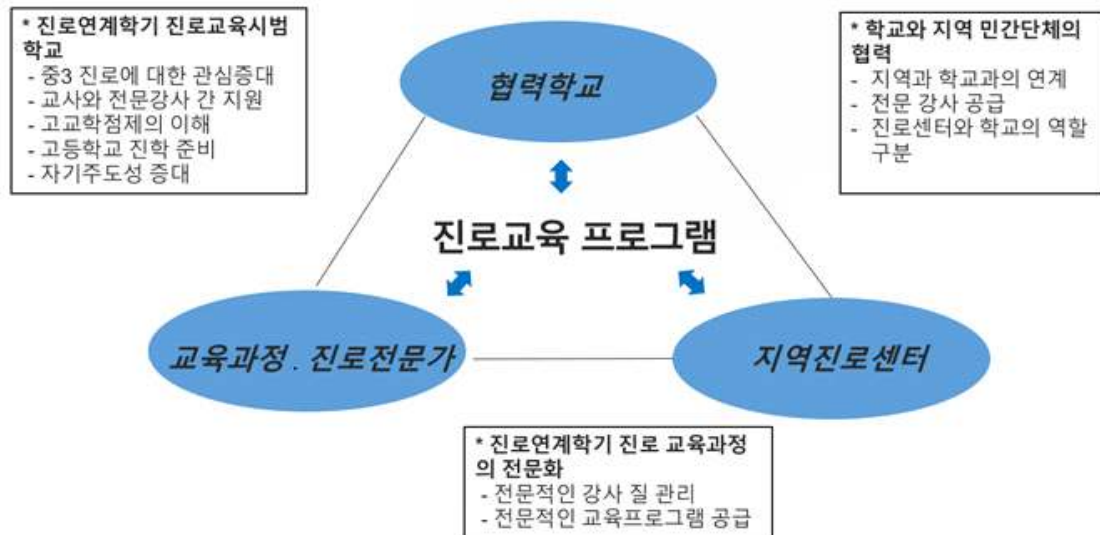 * 진로연계학기 진로교육시범
학교
- 중3 진로에 대한 관심증대
- 교사와 전문강사 간 지원
- 고교학점제의 이해
- 고등학교 진학 준비
- 자기주도성 증대
협력학교
* 학교와 지역 민간단체의
협력
- 지역과 학교과의 연계
- 전문 강사 공급
- 진로센터와 학교의 역할
구분
진로교육 프로그램
교육과정 . 진로전문가
지역진로센터
* 진로연계학기 진로 교육과정
의 전문화
- 전문적인 강사 질 관리
- 전문적인 교육프로그램 공급